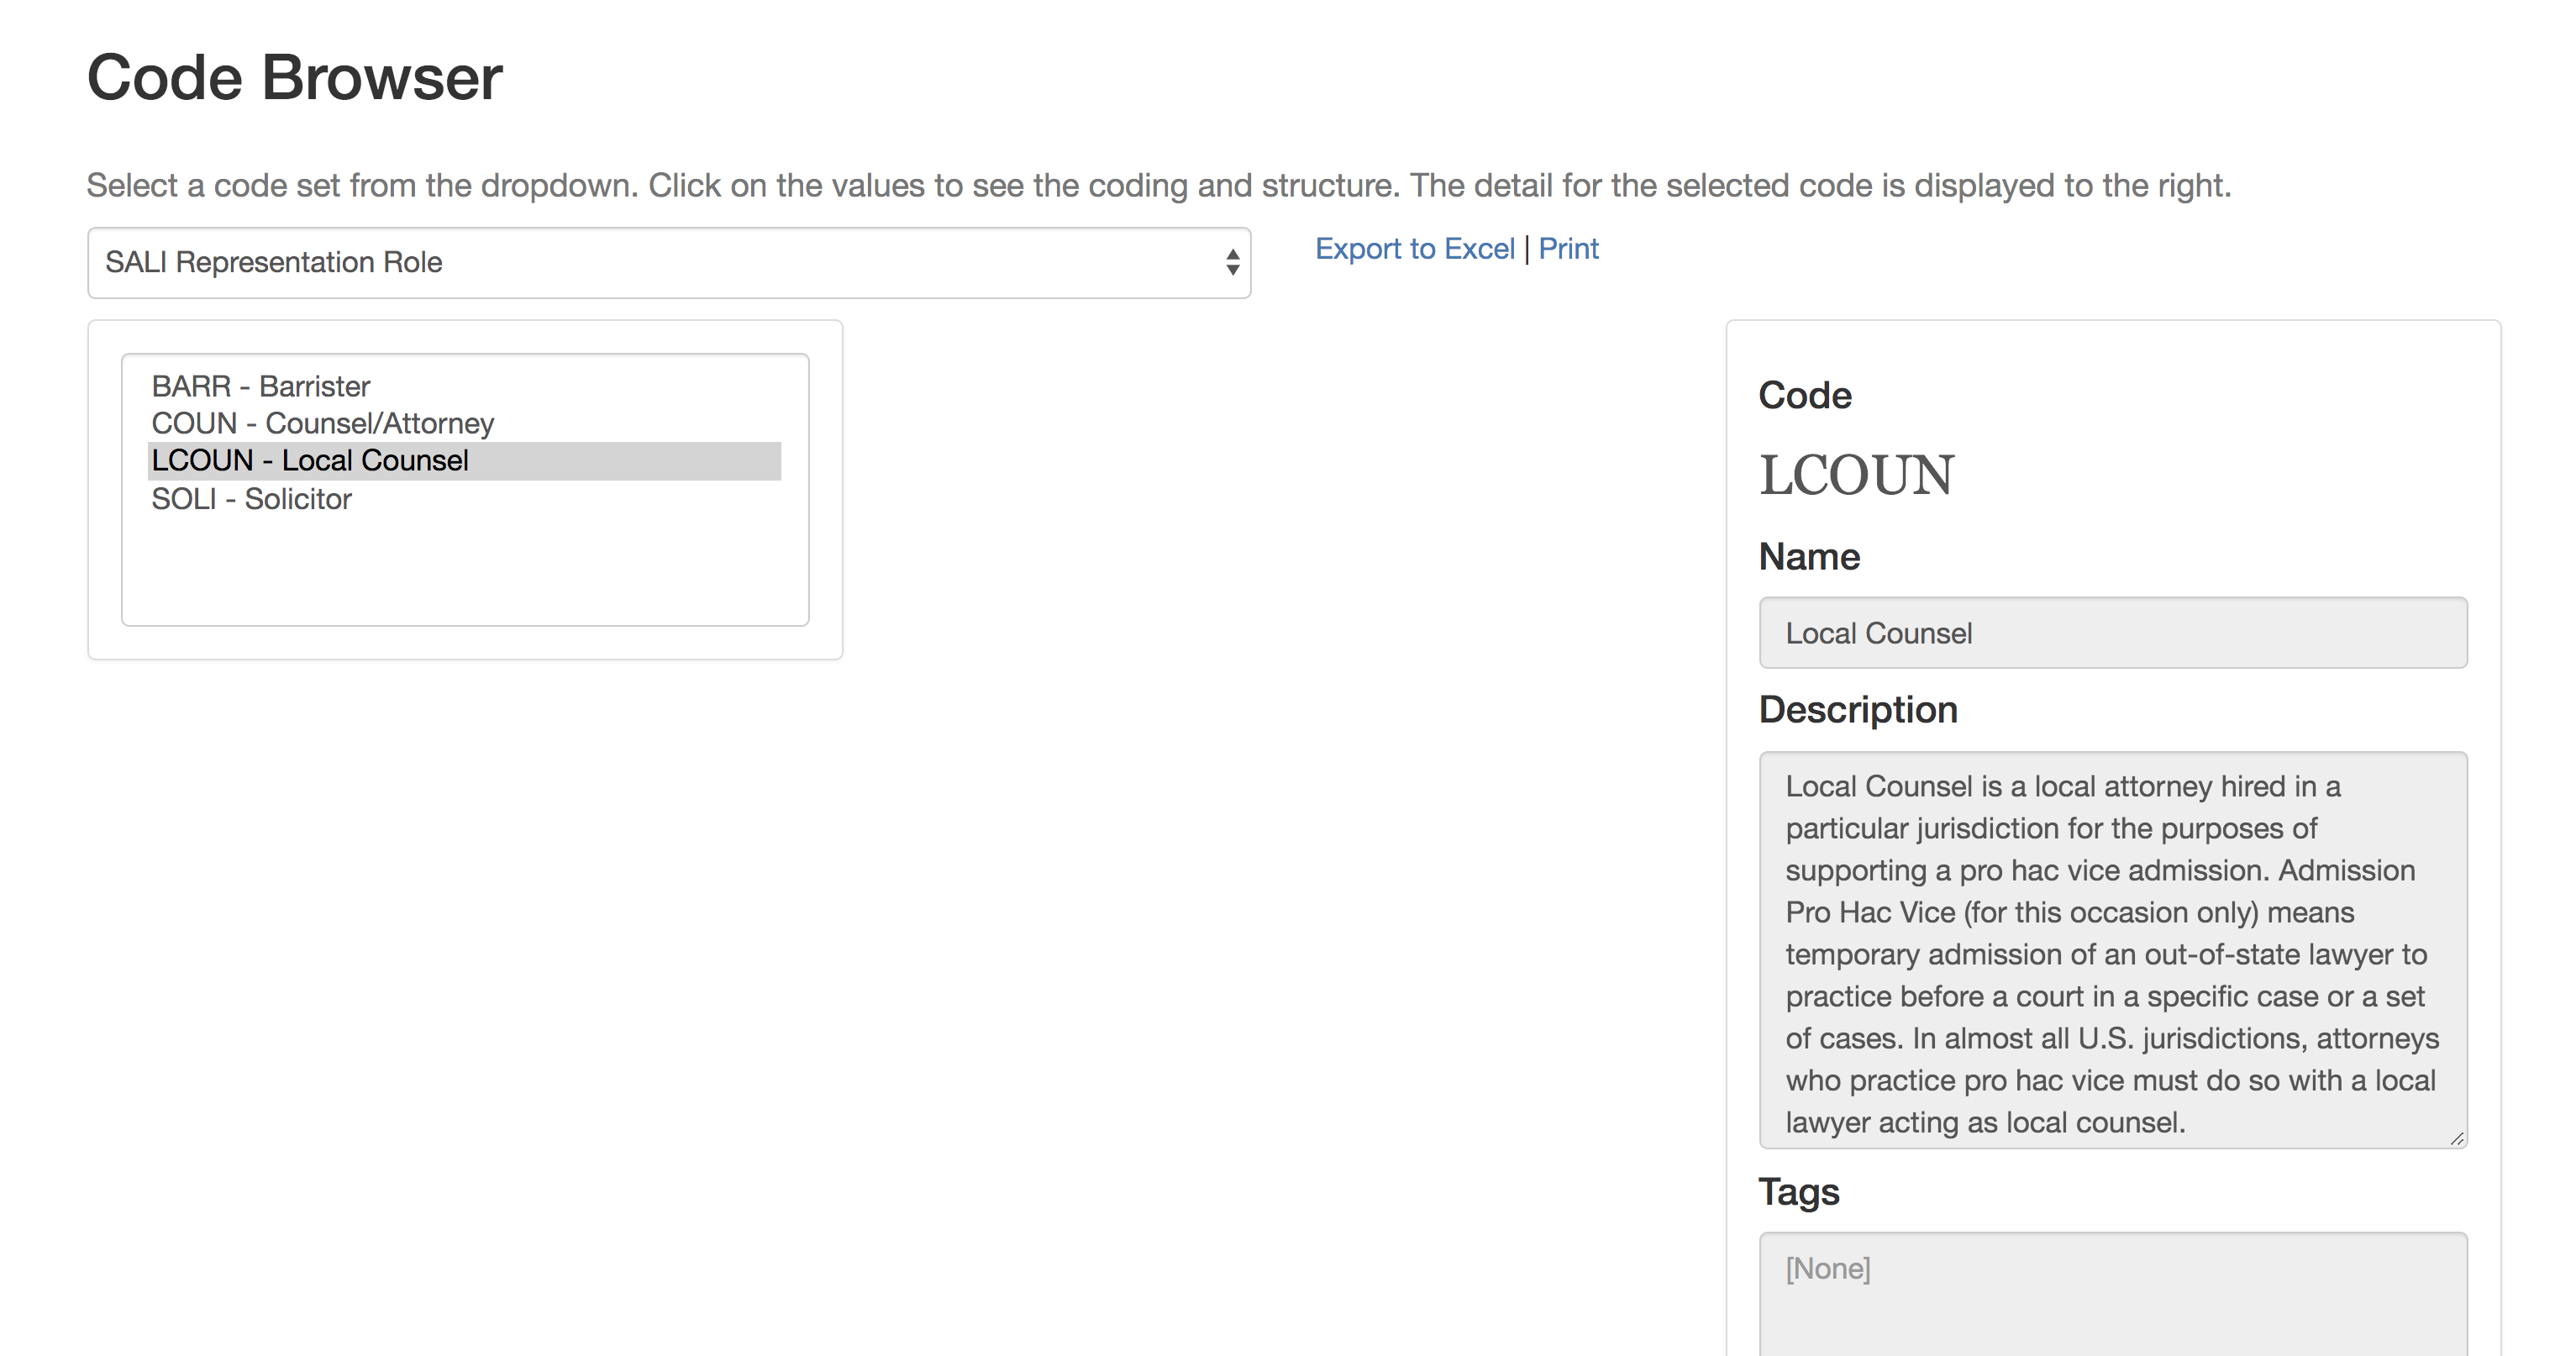 Code Browser
Select a code set from the dropdown. Click on the values to see the coding and structure. The detail for the selected code is displayed to the right.
SALI Representation Role
Export to Excel | Print
BARR - Barrister
COUN - Counsel/Attorney
LCOUN - Local Counsel
SOLI - Solicitor
Code
LCOUN
Name
Local Counsel
Description
Local Counsel is a local attorney hired in a
particular jurisdiction for the purposes of
supporting a pro hac vice admission. Admission
Pro Hac Vice (for this occasion only) means
temporary admission of an out-of-state lawyer to
practice before a court in a specific case or a set
of cases. In almost all U.S. jurisdictions, attorneys
who practice pro hac vice must do so with a local
lawyer acting as local counsel.
Tags
[None]